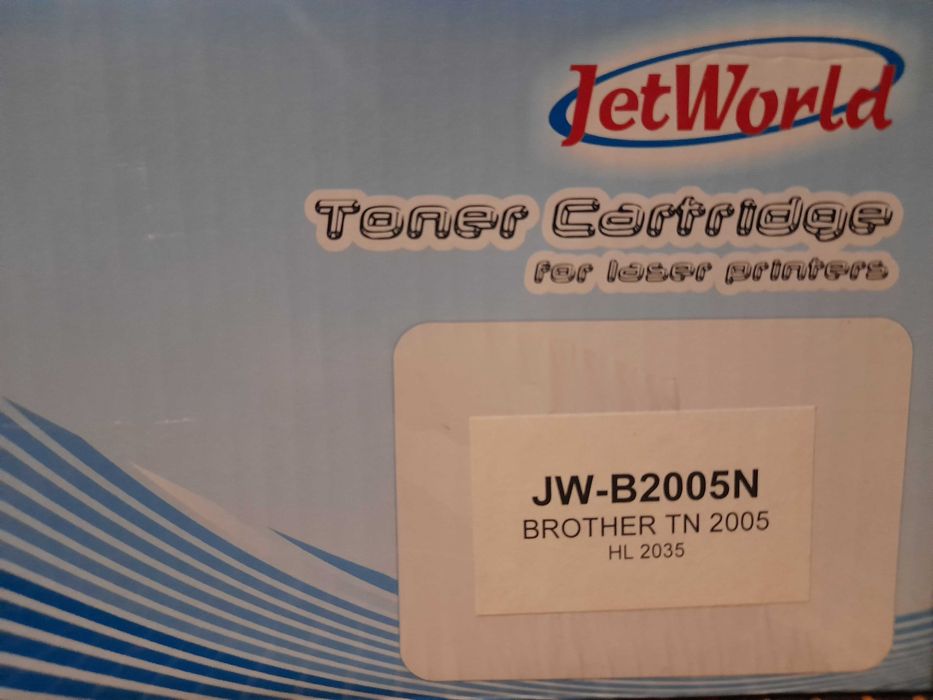 JetWorld
Toner Cartridge
for laser printers
JW-B2005N
BROTHER TN 2005
HL 2035